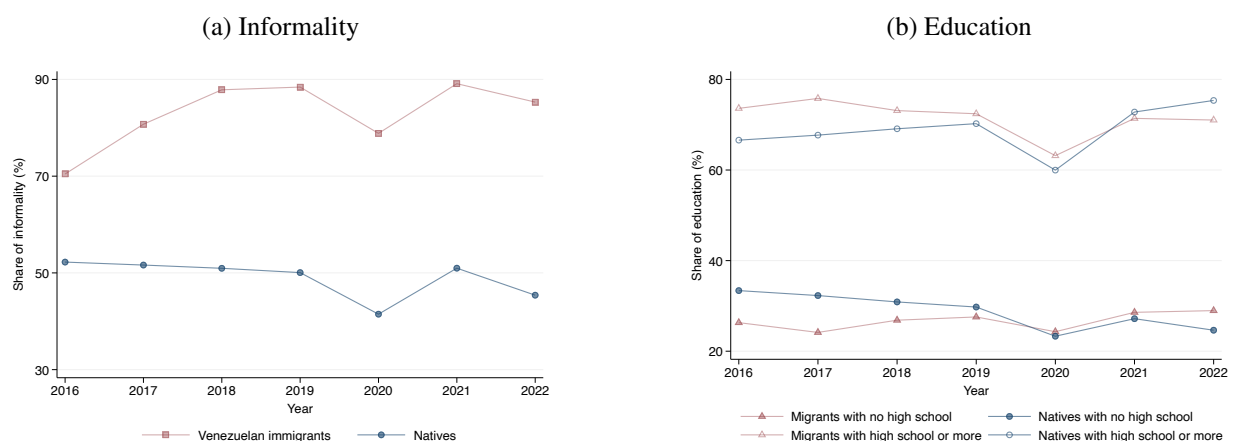 (a) Informality
90
70
50
30
Share of informality (%)
2016 2017 2018 2019 2020 2021 2022
Year
Venezuelan immigrants Natives
(b) Education
80
60
40
20
Share of education (%)
2016 2017 2018 2019 2020 2021 2022
Year
Migrants with no high school Natives with no high school
Migrants with high school or more Natives with high school or more